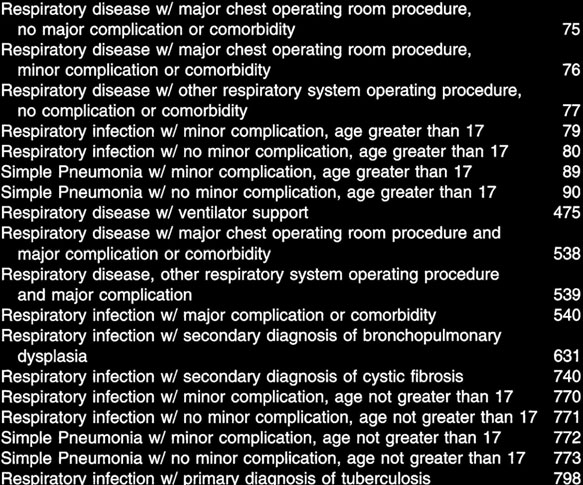 Respiratory disease w/ major chest operating room procedure,
no major complication or comorbidity 75
Respiratory disease w/ major chest operating room procedure,
minor complication or comorbidity 76
Respiratory disease w/ other respiratory system operating procedure,
no complication or comorbidity 77
Respiratory infection w/ minor complication, age greater than 17 79
Respiratory infection w/ no minor complication, age greater than 17 80
Simple Pneumonia w/ minor complication, age greater than 17 89
Simple Pneumonia w/ no minor complication, age greater than 17 90
Respiratory disease w/ ventilator support 475
Respiratory disease w/ major chest operating room procedure and
major complication or comorbidity 538
Respiratory disease, other respiratory system operating procedure
and major complication 539
Respiratory infection w/ major complication or comorbidity 540
Respiratory infection w/ secondary diagnosis of bronchopulmonary
dysplasia 631
Respiratory infection w/ secondary diagnosis of cystic fibrosis 740
Respiratory infection w/ minor complication, age not greater than 17 770
Respiratory infection w/ no minor complication, age not greater than 17 771
Simple Pneumonia w/ minor complication, age not greater than 17 772
Simple Pneumonia w/ no minor complication, age not greater than 17 773
Respiratory infection w/ primary diagnosis of tuberculosis 798